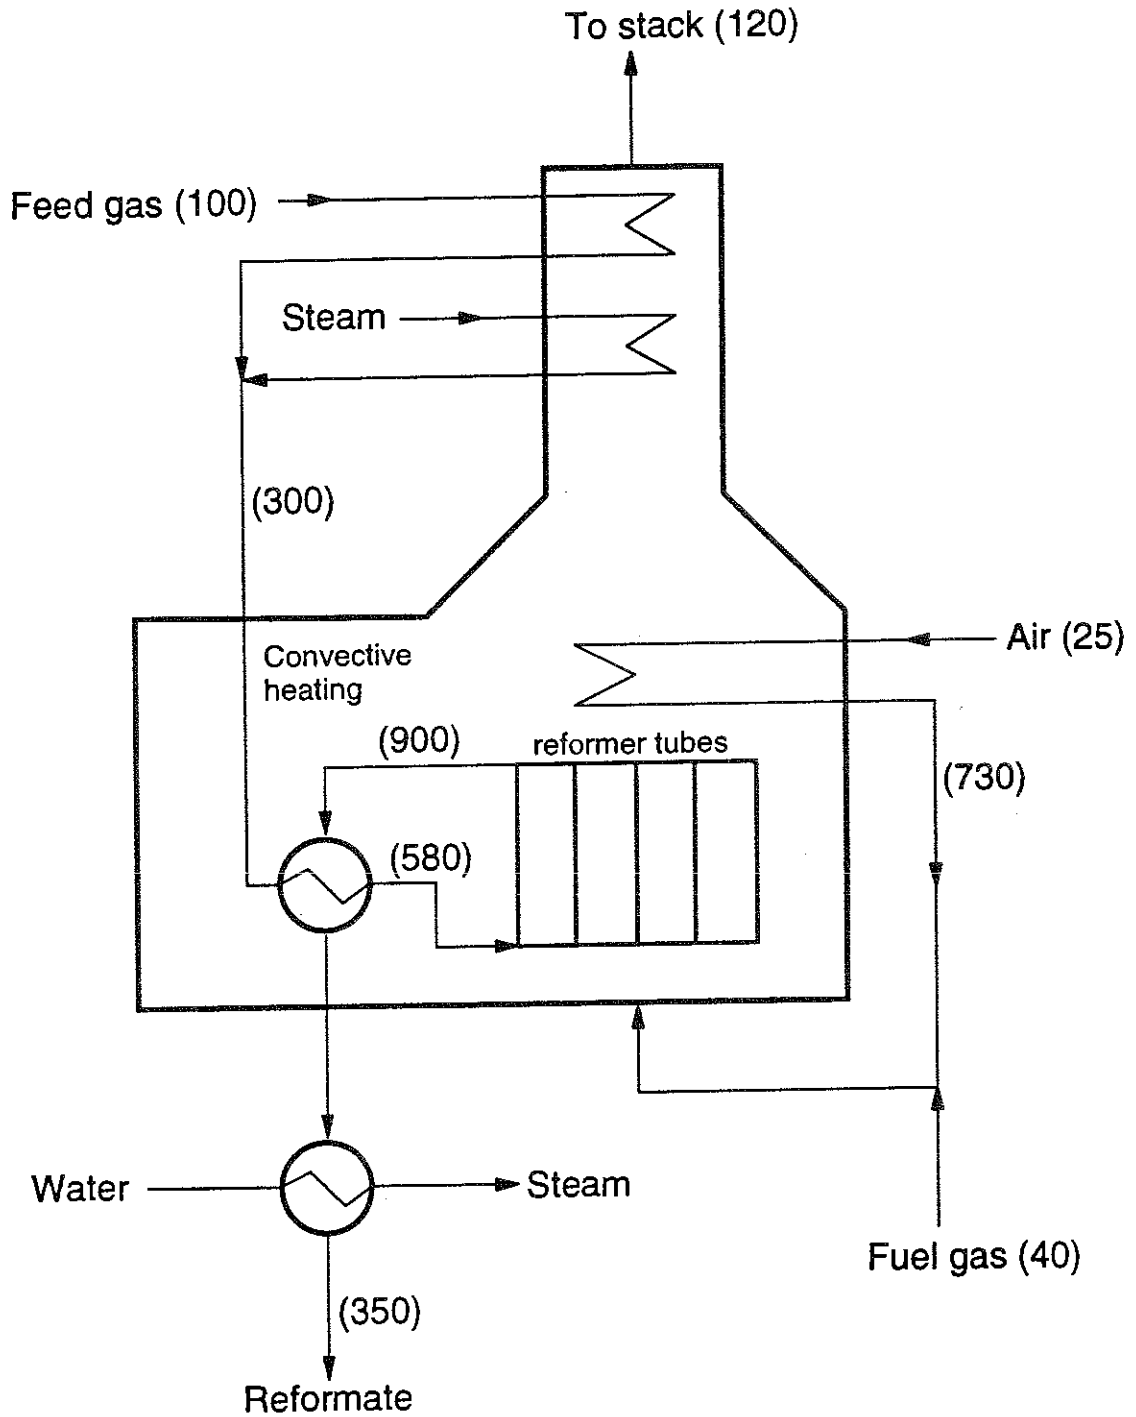 To stack (120)
Feed gas (100)
Steam
(300)
Air (25)
Convective
heating
(900)
reformer tubes
(730)
(580)
Water
Steam
Fuel gas (40)
(350)
Reformate